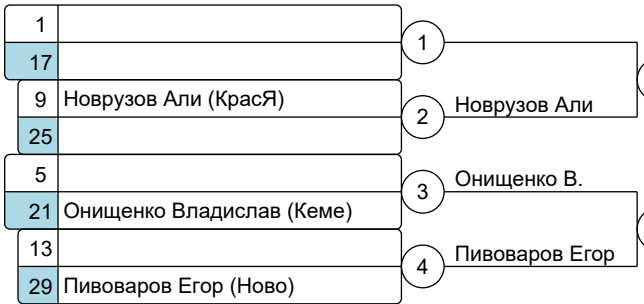 1
17
1
9 Новрузов Али (КрасЯ)
25
2
Новрузов Али
5
21 Онищенко Владислав (Кеме)
3
Онищенко В.
13
29 Пивоваров Егор (Ново)
4
Пивоваров Егор